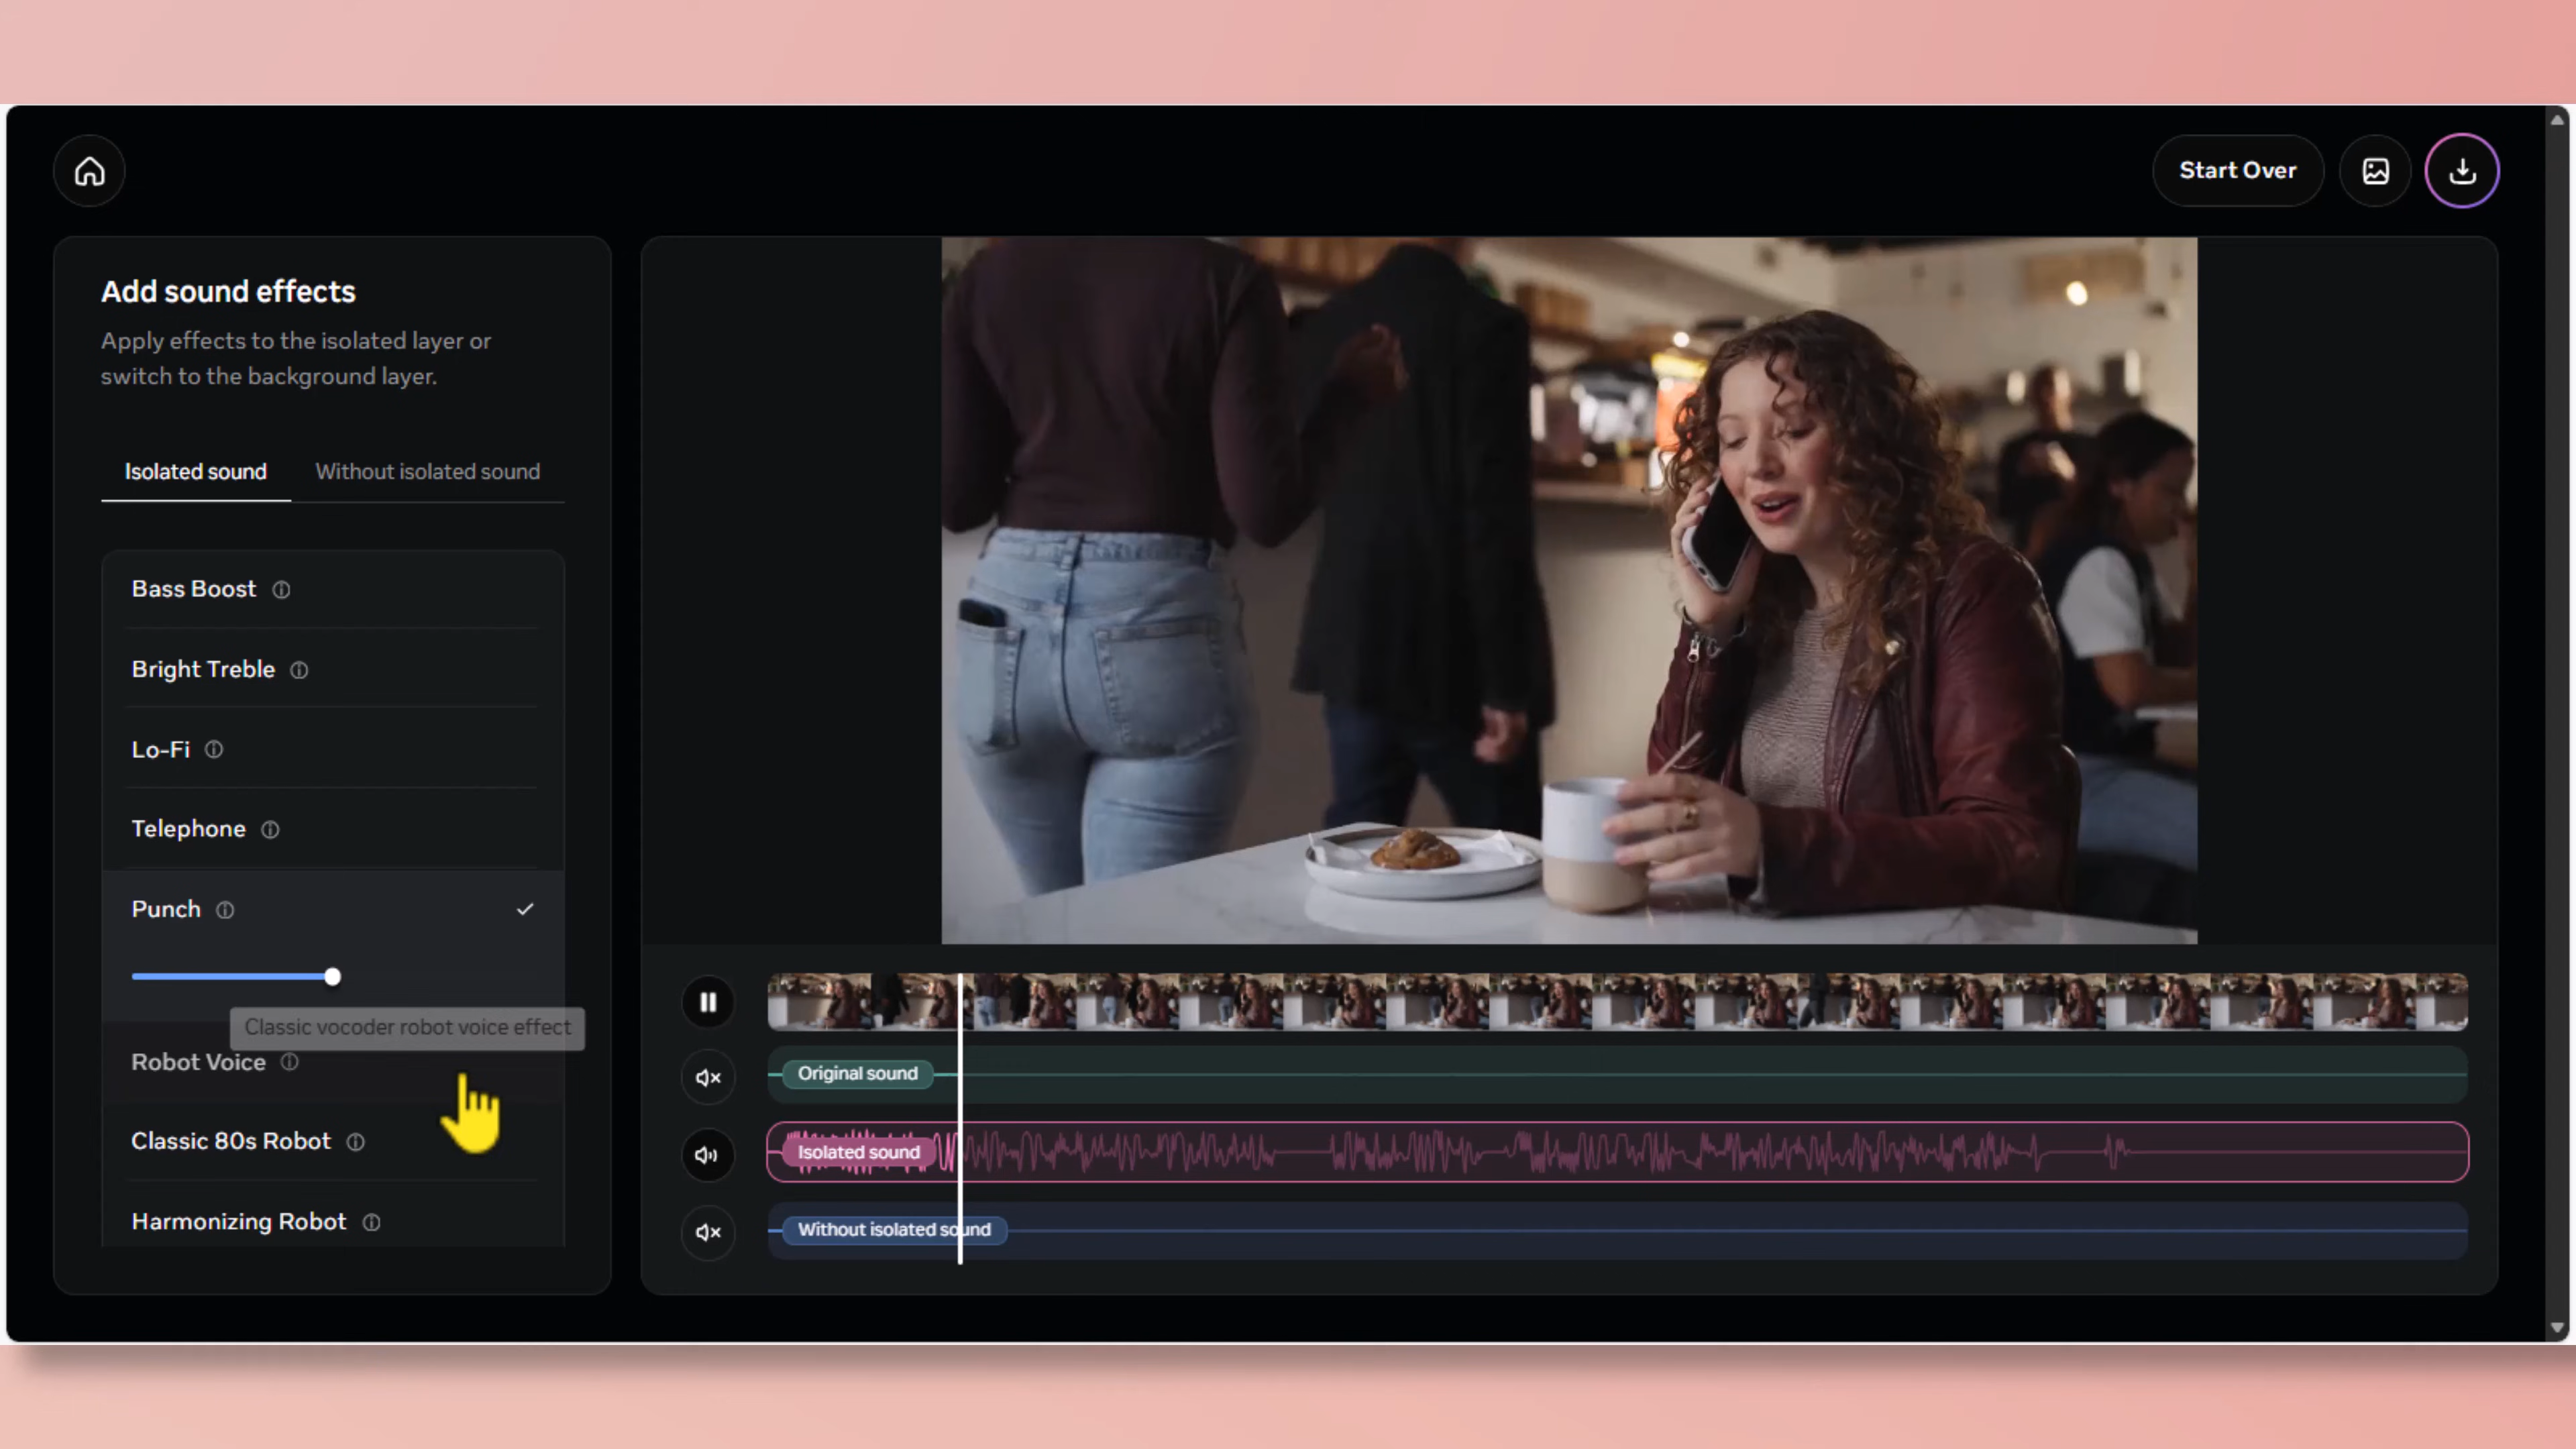 Start Over
Add sound effects
Apply effects to the isolated layer or
switch to the background layer.
Isolated sound
Without isolated sound
Bass Boost
Bright Treble
Lo-Fi
Telephone
Punch
Classic vocoder robot voice effect
Robot Voice
Classic 80s Robot
Harmonizing Robot
Original sound
Isolated sound
Without isolated sound